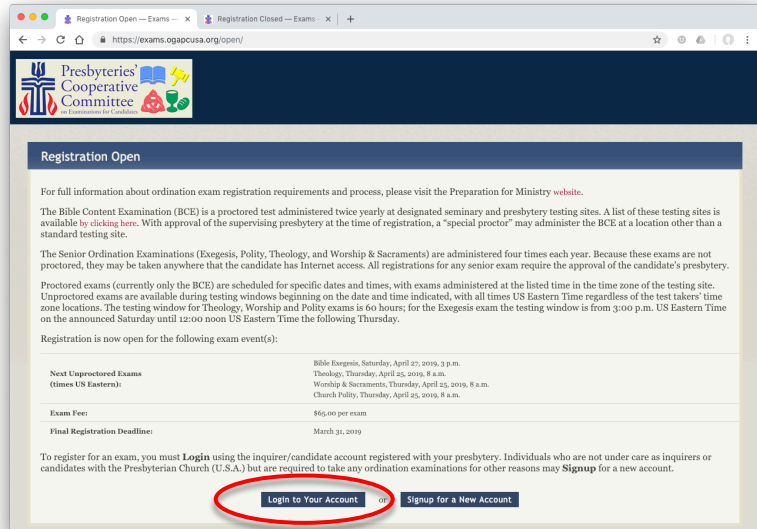 Registration Open — Exams —
Registration Closed — Exams
https://exams.ogapcusa.org/open/
Presbyteries'
Cooperative
Committee
on Examinations for Candidates
Registration Open
For full information about ordination exam registration requirements and process, please visit the Preparation for Ministry website.
The Bible Content Examination (BCE) is a proctored test administered twice yearly at designated seminary and presbytery testing sites. A list of these testing sites is
available by clicking here. With approval of the supervising presbytery at the time of registration, a "special proctor" may administer the BCE at a location other than a
standard testing site.
The Senior Ordination Examinations (Exegesis, Polity, Theology, and Worship & Sacraments) are administered four times each year. Because these exams are not
proctored, they may be taken anywhere that the candidate has Internet access. All registrations for any senior exam require the approval of the candidate's presbytery.
Proctored exams (currently only the BCE) are scheduled for specific dates and times, with exams administered at the listed time in the time zone of the testing site.
Unproctored exams are available during testing windows beginning on the date and time indicated, with all times US Eastern Time regardless of the test takers' time
zone locations. The testing window for Theology, Worship and Polity exams is 60 hours; for the Exegesis exam the testing window is from 3:00 p.m. US Eastern Time
on the announced Saturday until 12:00 noon US Eastern Time the following Thursday.
Registration is now open for the following exam event(s):
Next Unproctored Exams
(times US Eastern):
Bible Exegesis, Saturday, April 27, 2019, 3 p.m.
Theology, Thursday, April 25, 2019, 8 a.m.
Worship & Sacraments, Thursday, April 25, 2019, 8 a.m.
Church Polity, Thursday, April 25, 2019, 8 a.m.
Exam Fee: $65.00 per exam
Final Registration Deadline: March 31, 2019
To register for an exam, you must Login using the inquirer/candidate account registered with your presbytery. Individuals who are not under care as inquirers or
candidates with the Presbyterian Church (U.S.A.) but are required to take any ordination examinations for other reasons may Signup for a new account.
Login to Your Account or Signup for a New Account